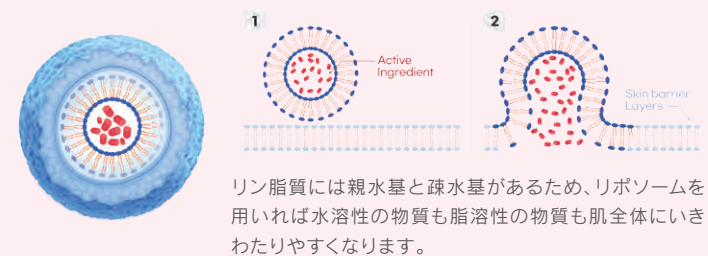 1
Active
Ingredient
2
Skin barrier
Layers
リン脂質には親水基と疎水基があるため、リポソームを
用いれば水溶性の物質も脂溶性の物質も肌全体にいき
わたりやすくなります。